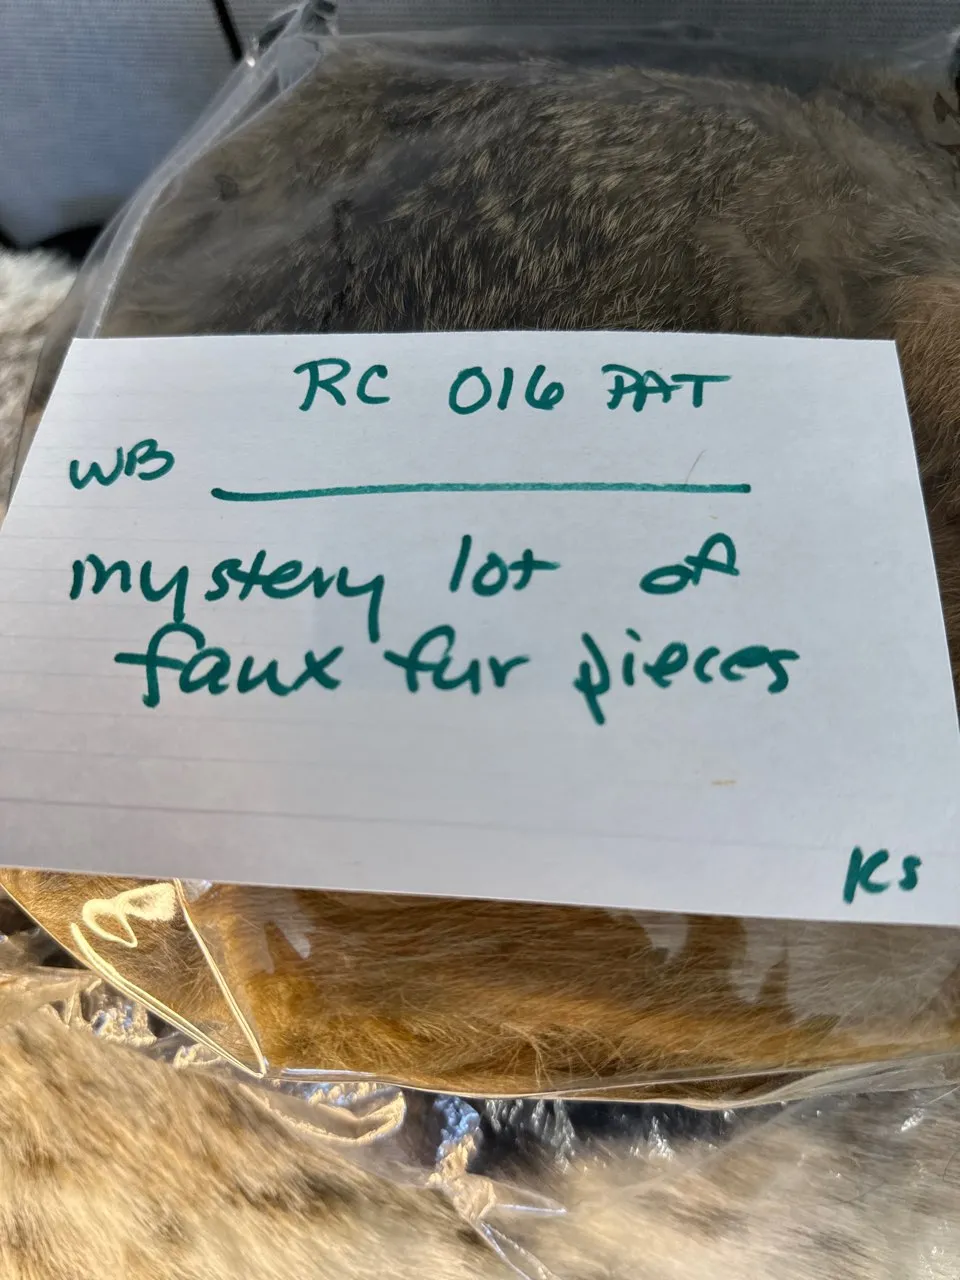 RC 016 PAT
WB
mystery lot of
faux fur pieces
KS